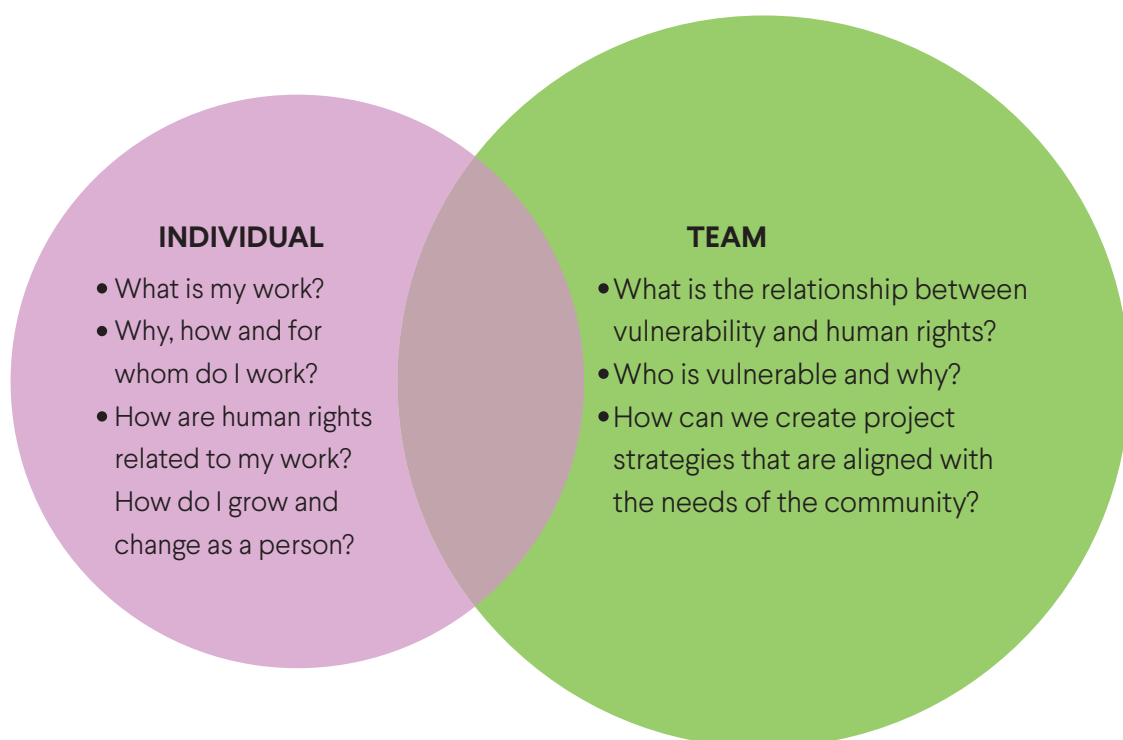 INDIVIDUAL
• What is my work?
• Why, how and for
whom do I work?
• How are human rights
related to my work?
How do I grow and
change as a person?
TEAM
• What is the relationship between
vulnerability and human rights?
• Who is vulnerable and why?
• How can we create project
strategies that are aligned with
the needs of the community?